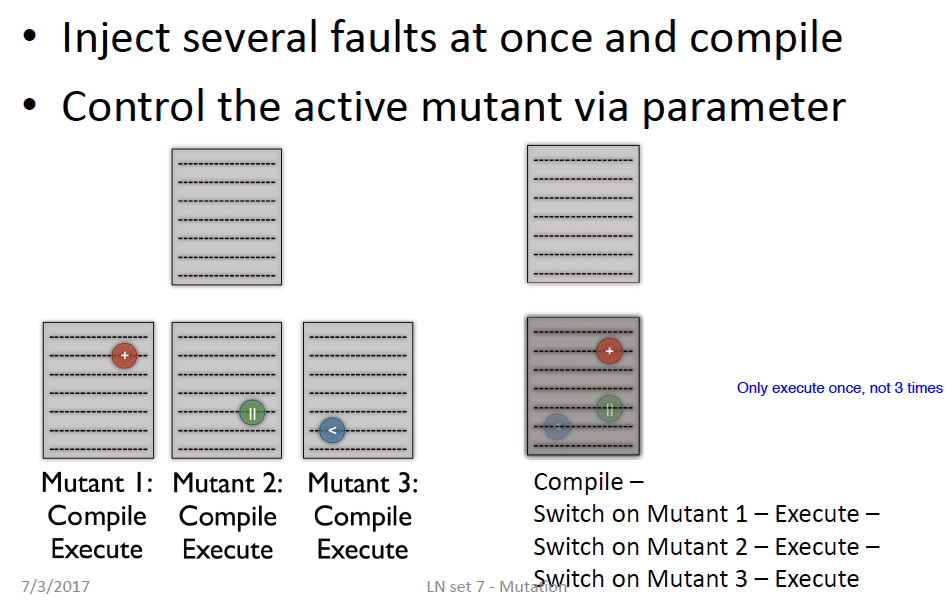 • Inject several faults at once and compile
• Control the active mutant via parameter
+
||
<
+
||
<
Only execute once, not 3 times
Mutant 1:
Compile
Execute
Mutant 2:
Compile
Execute
Mutant 3:
Compile
Execute
Compile –
Switch on Mutant 1 – Execute –
Switch on Mutant 2 – Execute –
Switch on Mutant 3 – Execute
7/3/2017
LN set 7 - Mutation